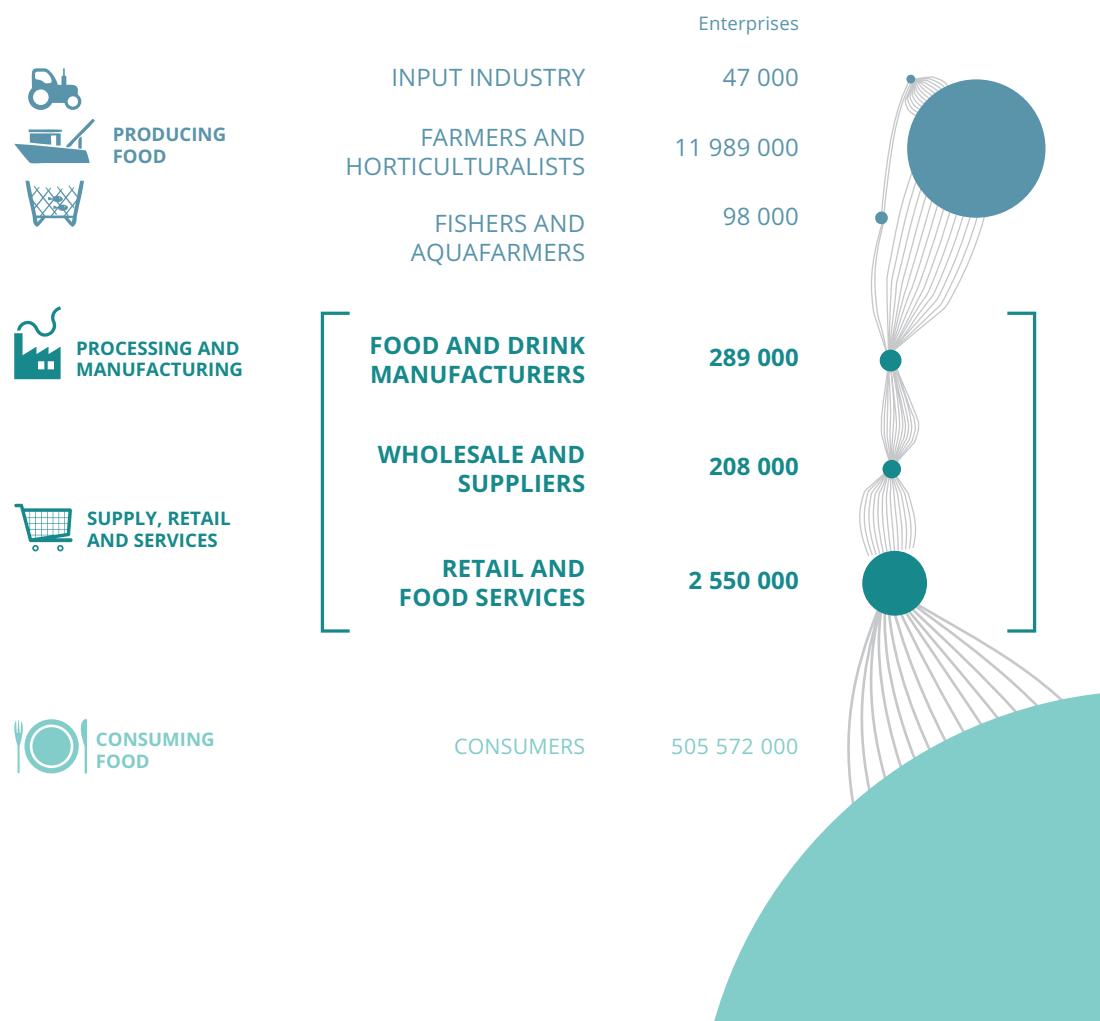 Enterprises
INPUT INDUSTRY 47 000
PRODUCING
FOOD
FARMERS AND
HORTICULTURALISTS
11 989 000
FISHERS AND
AQUAFARMERS
98 000
PROCESSING AND
MANUFACTURING
FOOD AND DRINK
MANUFACTURERS
289 000
WHOLESALE AND
SUPPLIERS
208 000
SUPPLY, RETAIL
AND SERVICES
RETAIL AND
FOOD SERVICES
2 550 000
CONSUMING
FOOD
CONSUMERS 505 572 000